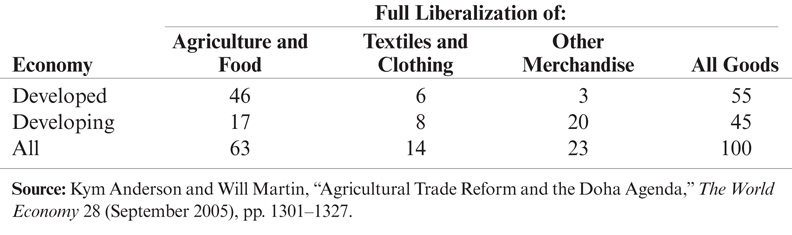 Full Liberalization of:
Agriculture and Textiles and Other
Economy Food Clothing Merchandise All Goods
Developed 46 6 3 55
Developing 17 8 20 45
All 63 14 23 100
Source: Kym Anderson and Will Martin, “Agricultural Trade Reform and the Doha Agenda,” The World
Economy 28 (September 2005), pp. 1301–1327.